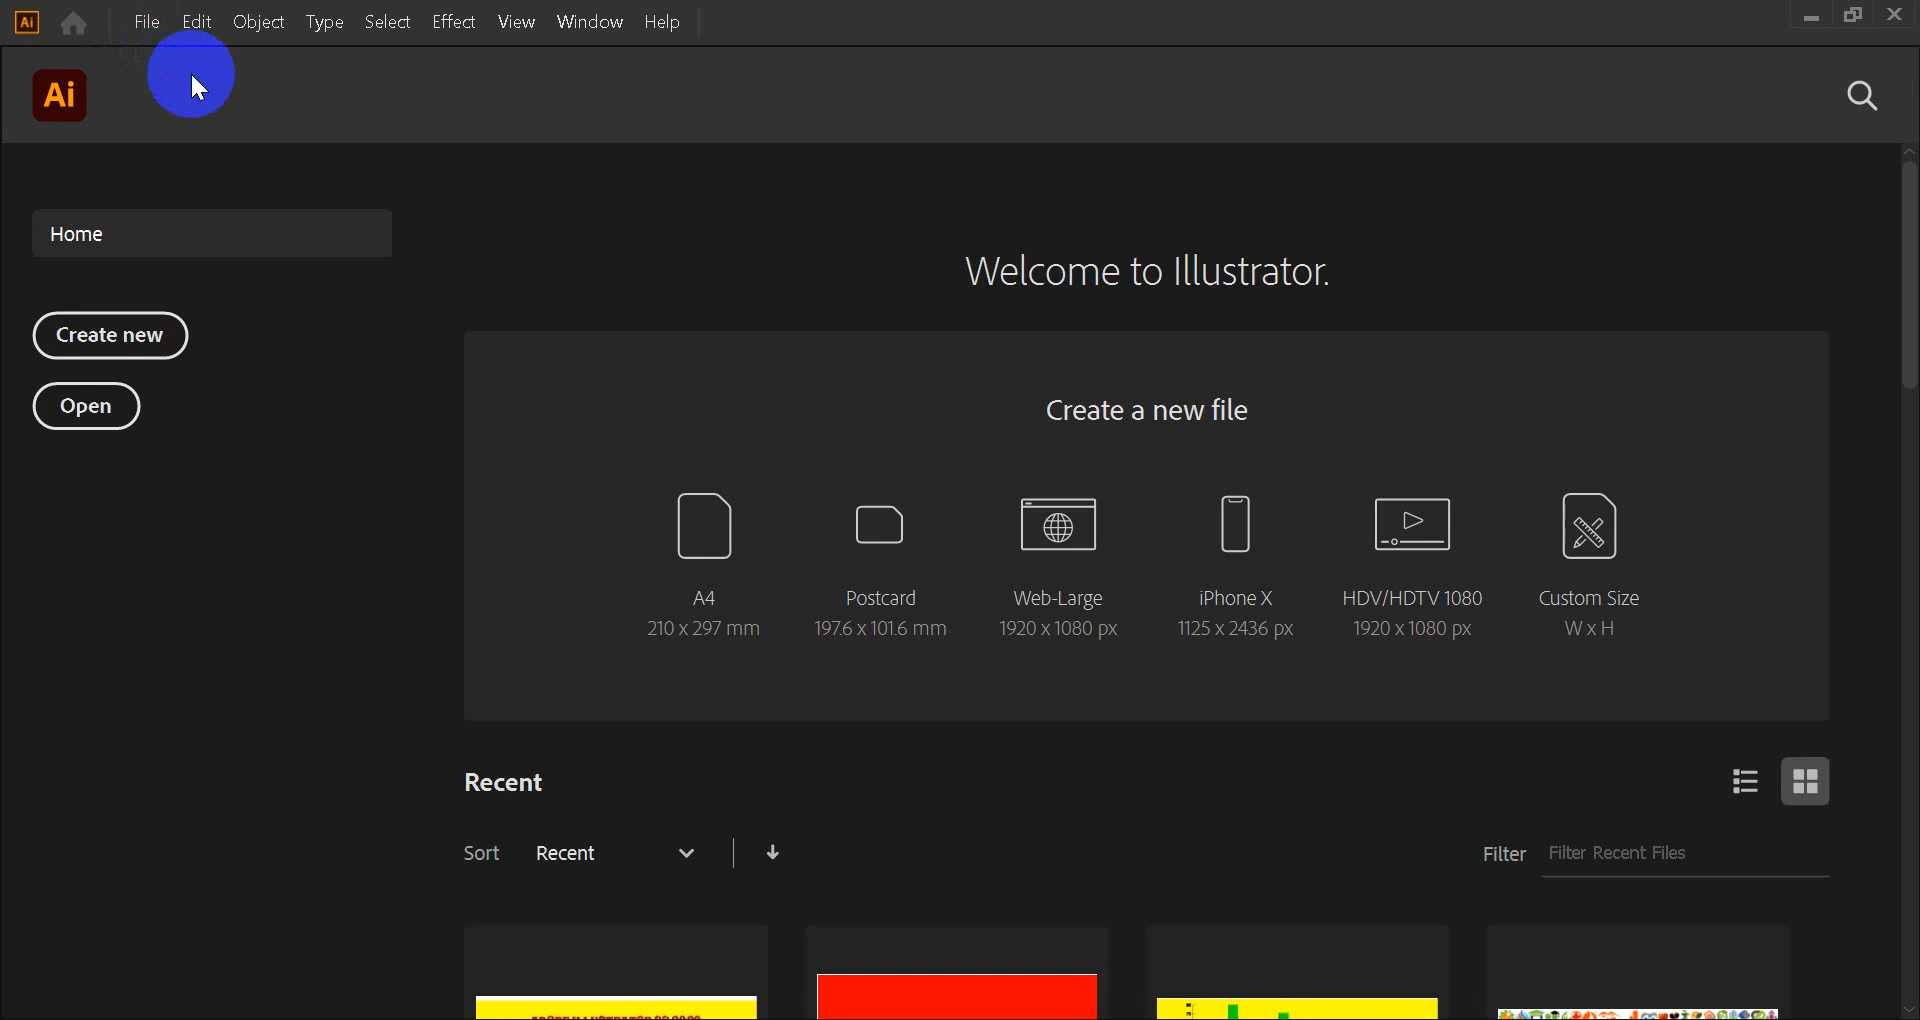 Ai File Edit Object Type Select Effect View Window Help
Ai
Home
Create new
Open
Welcome to Illustrator.
Create a new file
A4
210 x 297 mm
Postcard
197.6 x 101.6 mm
Web-Large
1920 x 1080 px
iPhone X
1125 x 2436 px
HDV/HDTV 1080
1920 x 1080 px
Custom Size
W x H
Recent
Sort Recent Filter Filter Recent Files